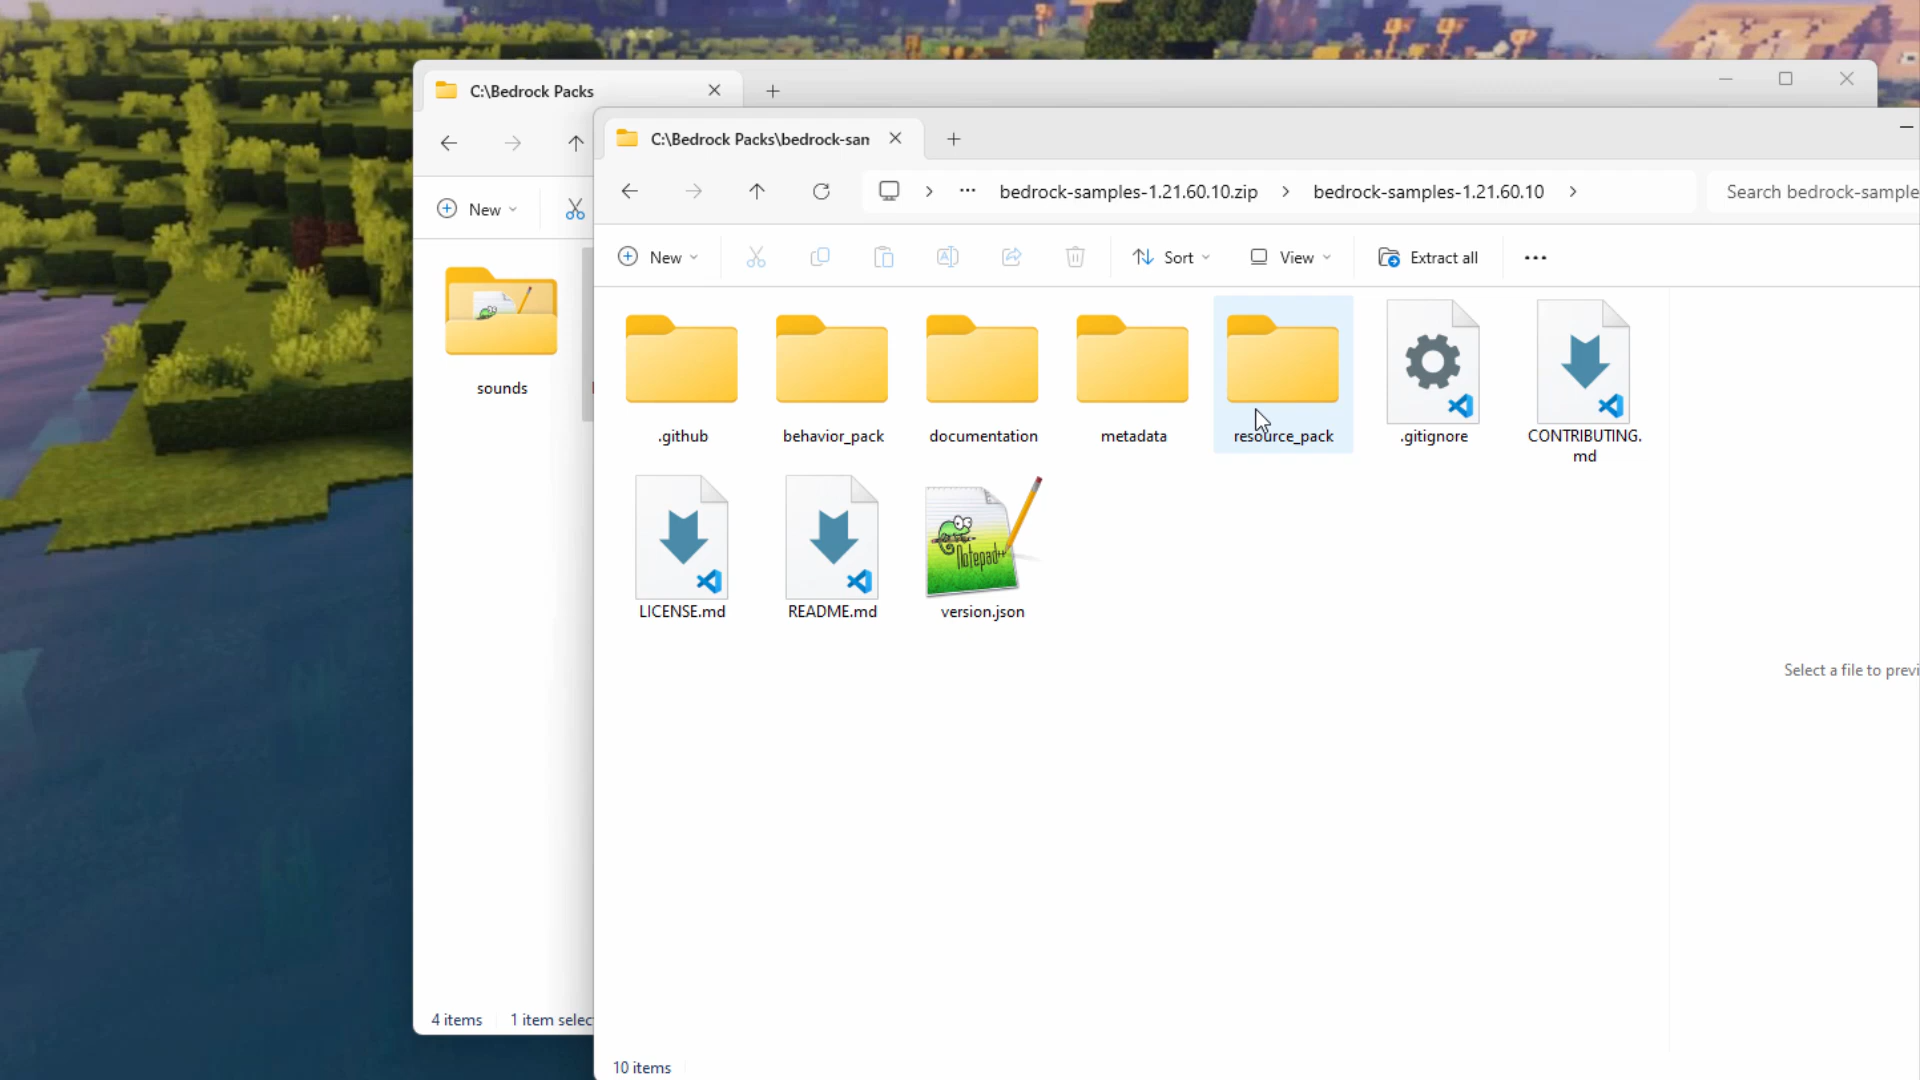 C:\Bedrock Packs
C:\Bedrock Packs\bedrock-san
bedrock-samples-1.21.60.10.zip
bedrock-samples-1.21.60.10
Search bedrock-sample
New
New
Sort
View
Extract all
sounds
.github
behavior_pack
documentation
metadata
resource_pack
.gitignore
CONTRIBUTING.
md
Notepad++
LICENSE.md
README.md
version.json
Select a file to previ
4 items
1 item selec
10 items